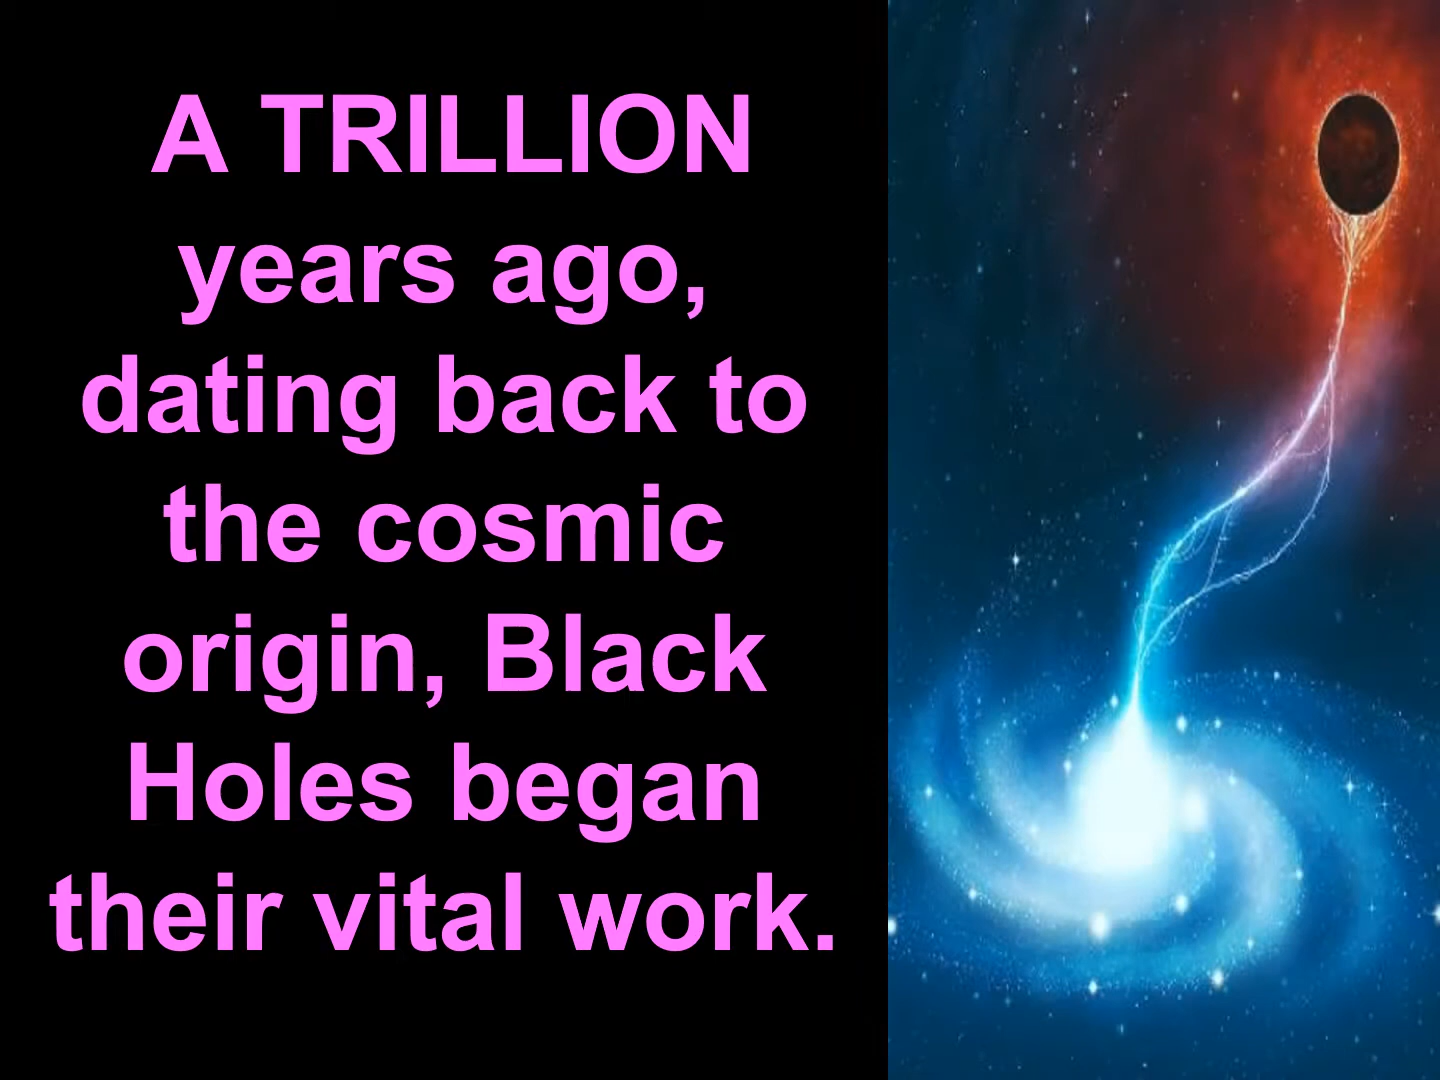 A TRILLION
years ago,
dating back to
the cosmic
origin, Black
Holes began
their vital work.